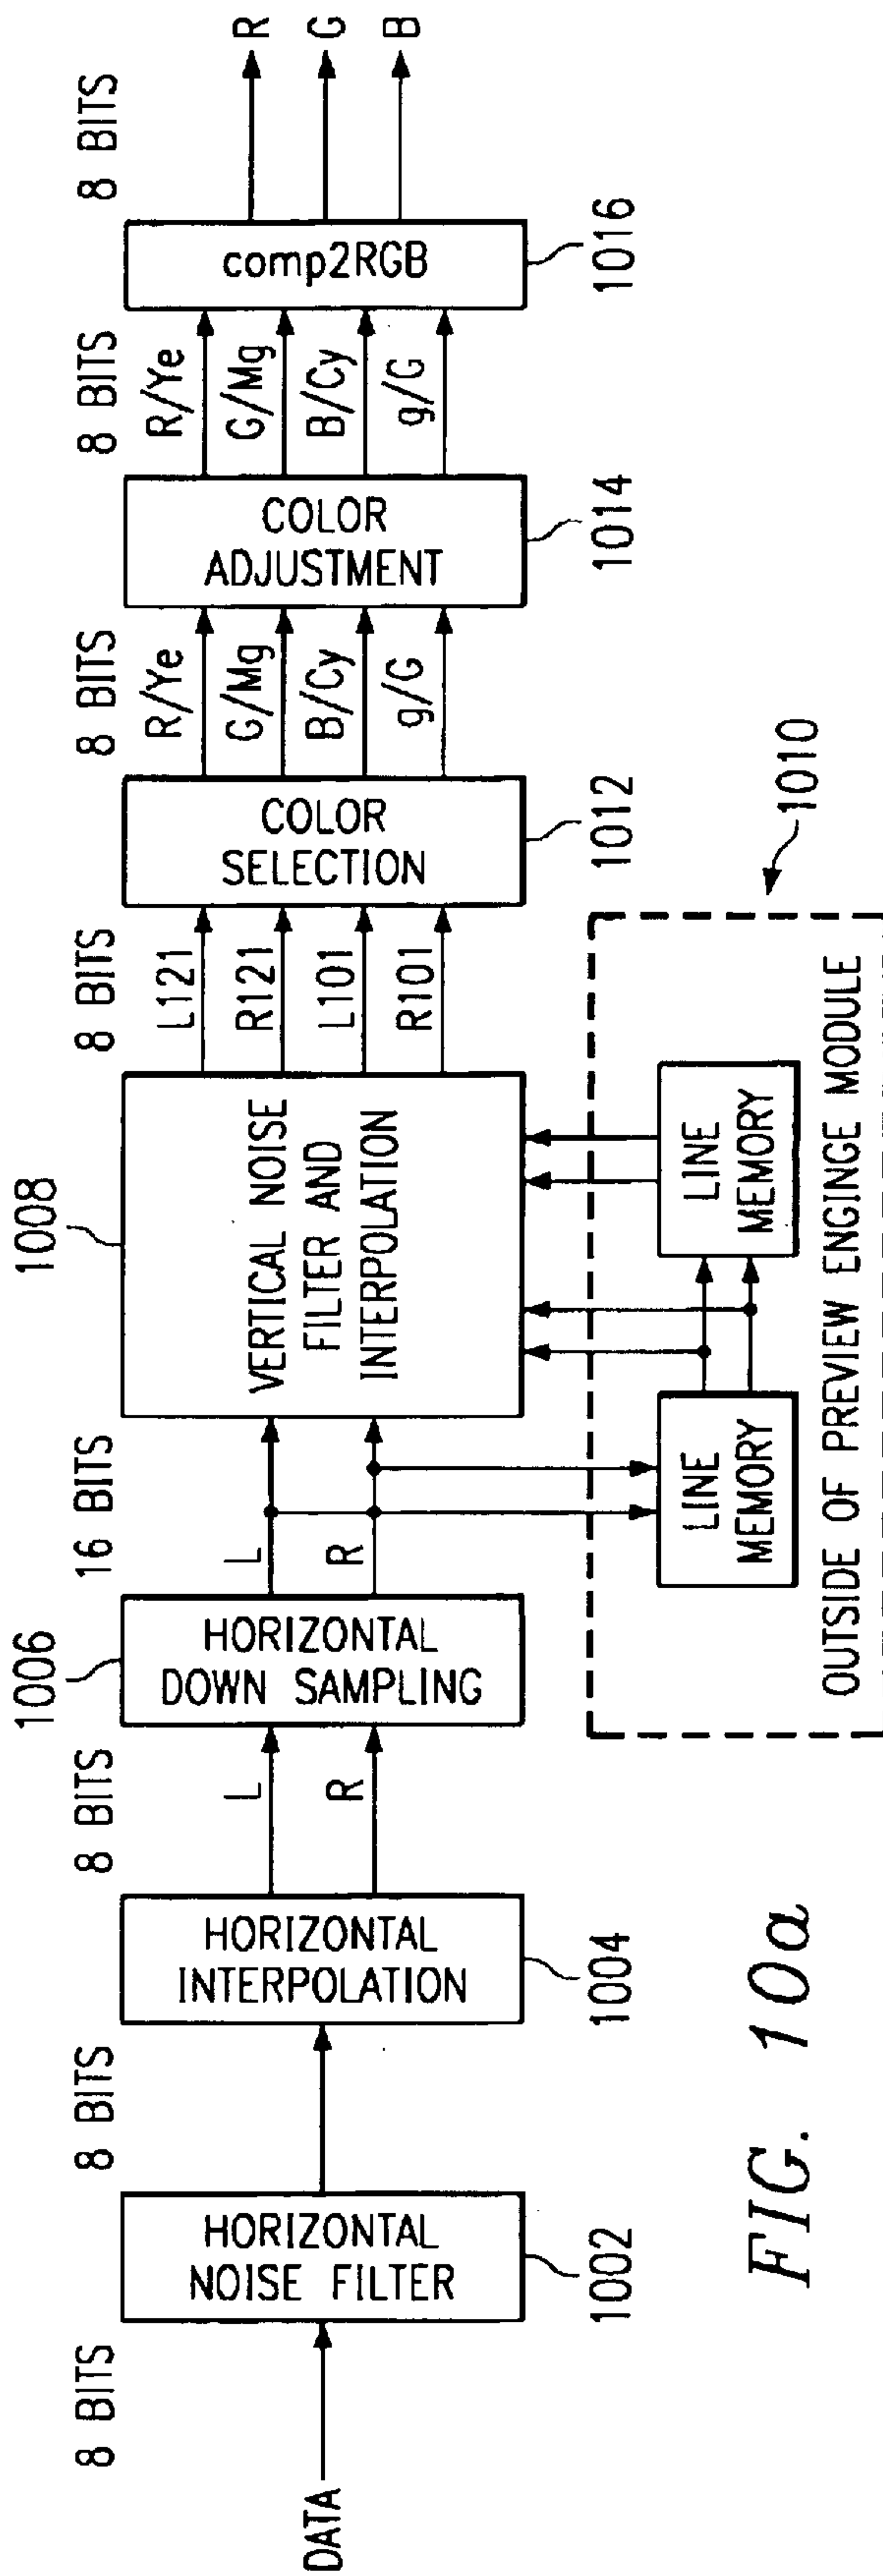 DATA
8 BITS
HORIZONTAL
NOISE FILTER
1002
8 BITS
HORIZONTAL
INTERPOLATION
1004
8 BITS
L
R
HORIZONTAL
DOWN SAMPLING
1006
16 BITS
L
R
VERTICAL NOISE
FILTER AND
INTERPOLATION
1008
LINE
MEMORY
LINE
MEMORY
OUTSIDE OF PREVIEW ENGINGE MODULE
1010
8 BITS
L121
R121
L101
R101
COLOR
SELECTION
1012
8 BITS
R/Ye
G/Mg
B/Cy
g/G
COLOR
ADJUSTMENT
1014
8 BITS
R/Ye
G/Mg
B/Cy
g/G
comp2RGB
1016
8 BITS
R
G
B
FIG. 10a